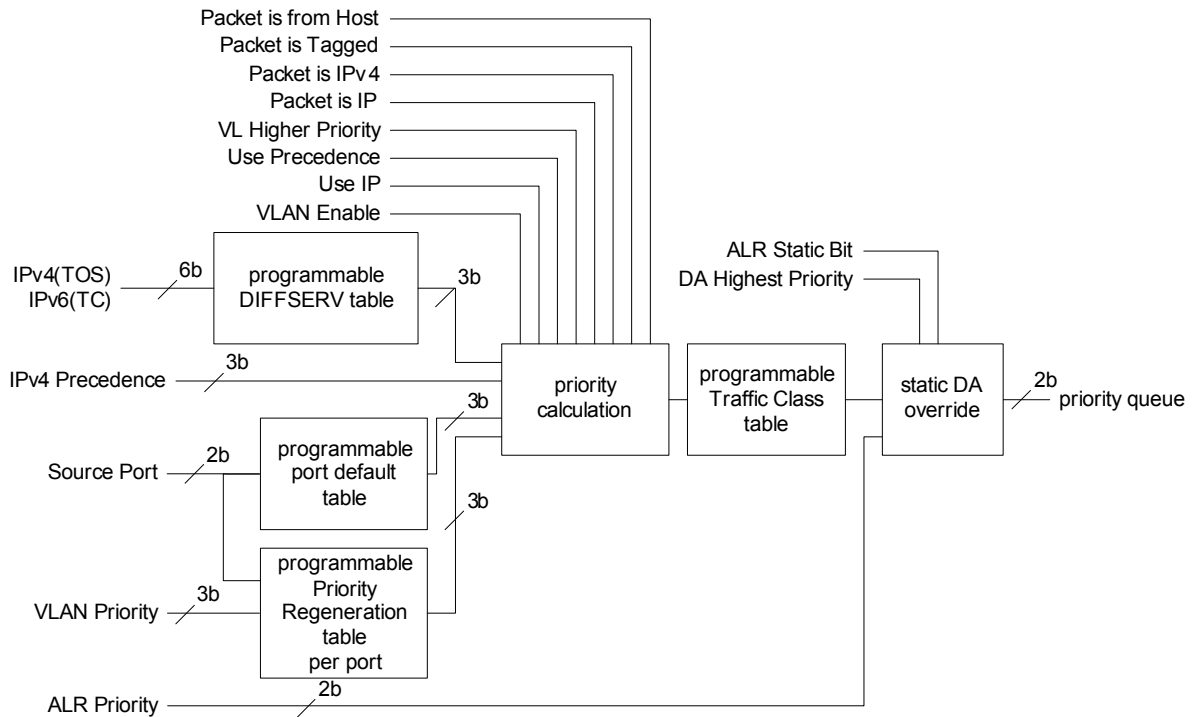 Packet is from Host
Packet is Tagged
Packet is IPv4
Packet is IP
VL Higher Priority
Use Precedence
Use IP
VLAN Enable
ALR Static Bit
DA Highest Priority
IPv4(TOS)
IPv6(TC)
6b
programmable
DIFFSERV table
3b
IPv4 Precedence
3b
priority
calculation
programmable
Traffic Class
table
static DA
override
2b
priority queue
Source Port
2b
programmable
port default
table
3b
VLAN Priority
3b
programmable
Priority
Regeneration
table
per port
3b
ALR Priority
2b